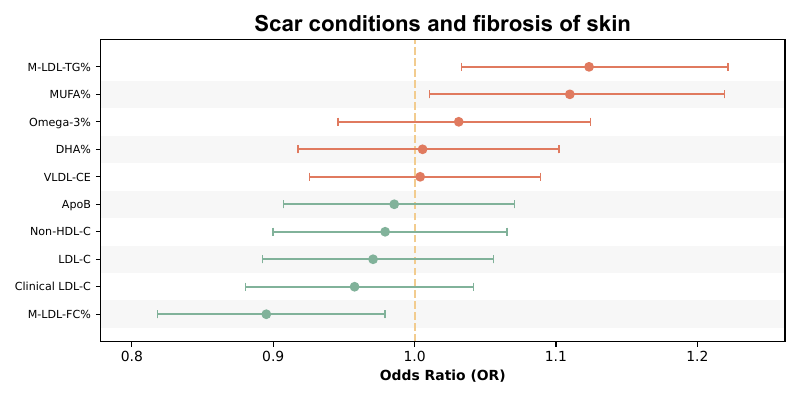 Scar conditions and fibrosis of skin
M-LDL-TG%
MUFA%
Omega-3%
DHA%
VLDL-CE
ApoB
Non-HDL-C
LDL-C
Clinical LDL-C
M-LDL-FC%
0.8 0.9 1.0 1.1 1.2
Odds Ratio (OR)